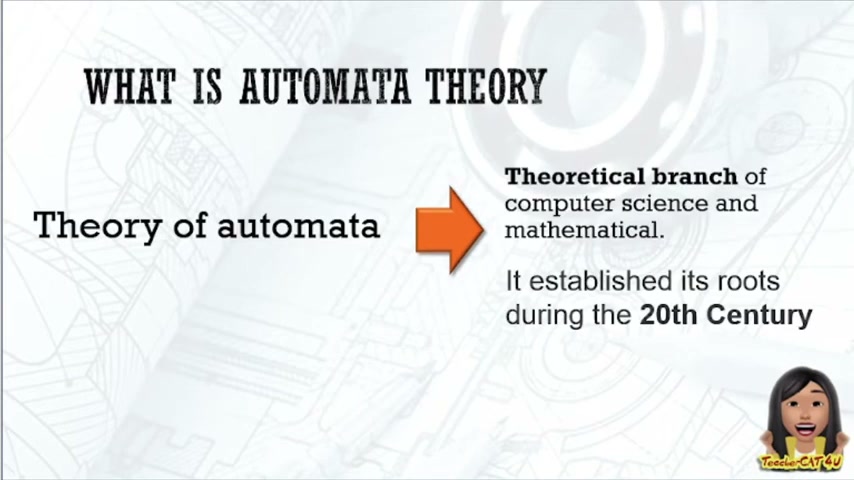 WHAT IS AUTOMATA THEORY
Theory of automata
Theoretical branch of
computer science and
mathematical.
It established its roots
during the 20th Century
TeacherCAT4U